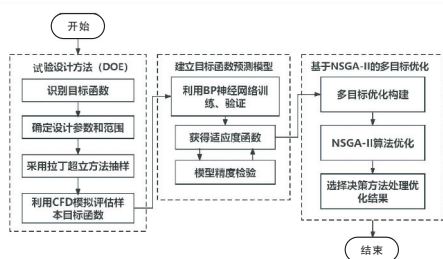 开始
试验设计方法（DOE）
识别目标函数
确定设计参数和范围
采用拉丁超立方法抽样
利用CFD模拟评估样
本目标函数
建立目标函数预测模型
利用BP神经网络训
练、验证
获得适应度函数
模型精度检验
基于NSGA-II的多目标优化
多目标优化构建
NSGA-II算法优化
选择决策方法处理优
化结果
结束